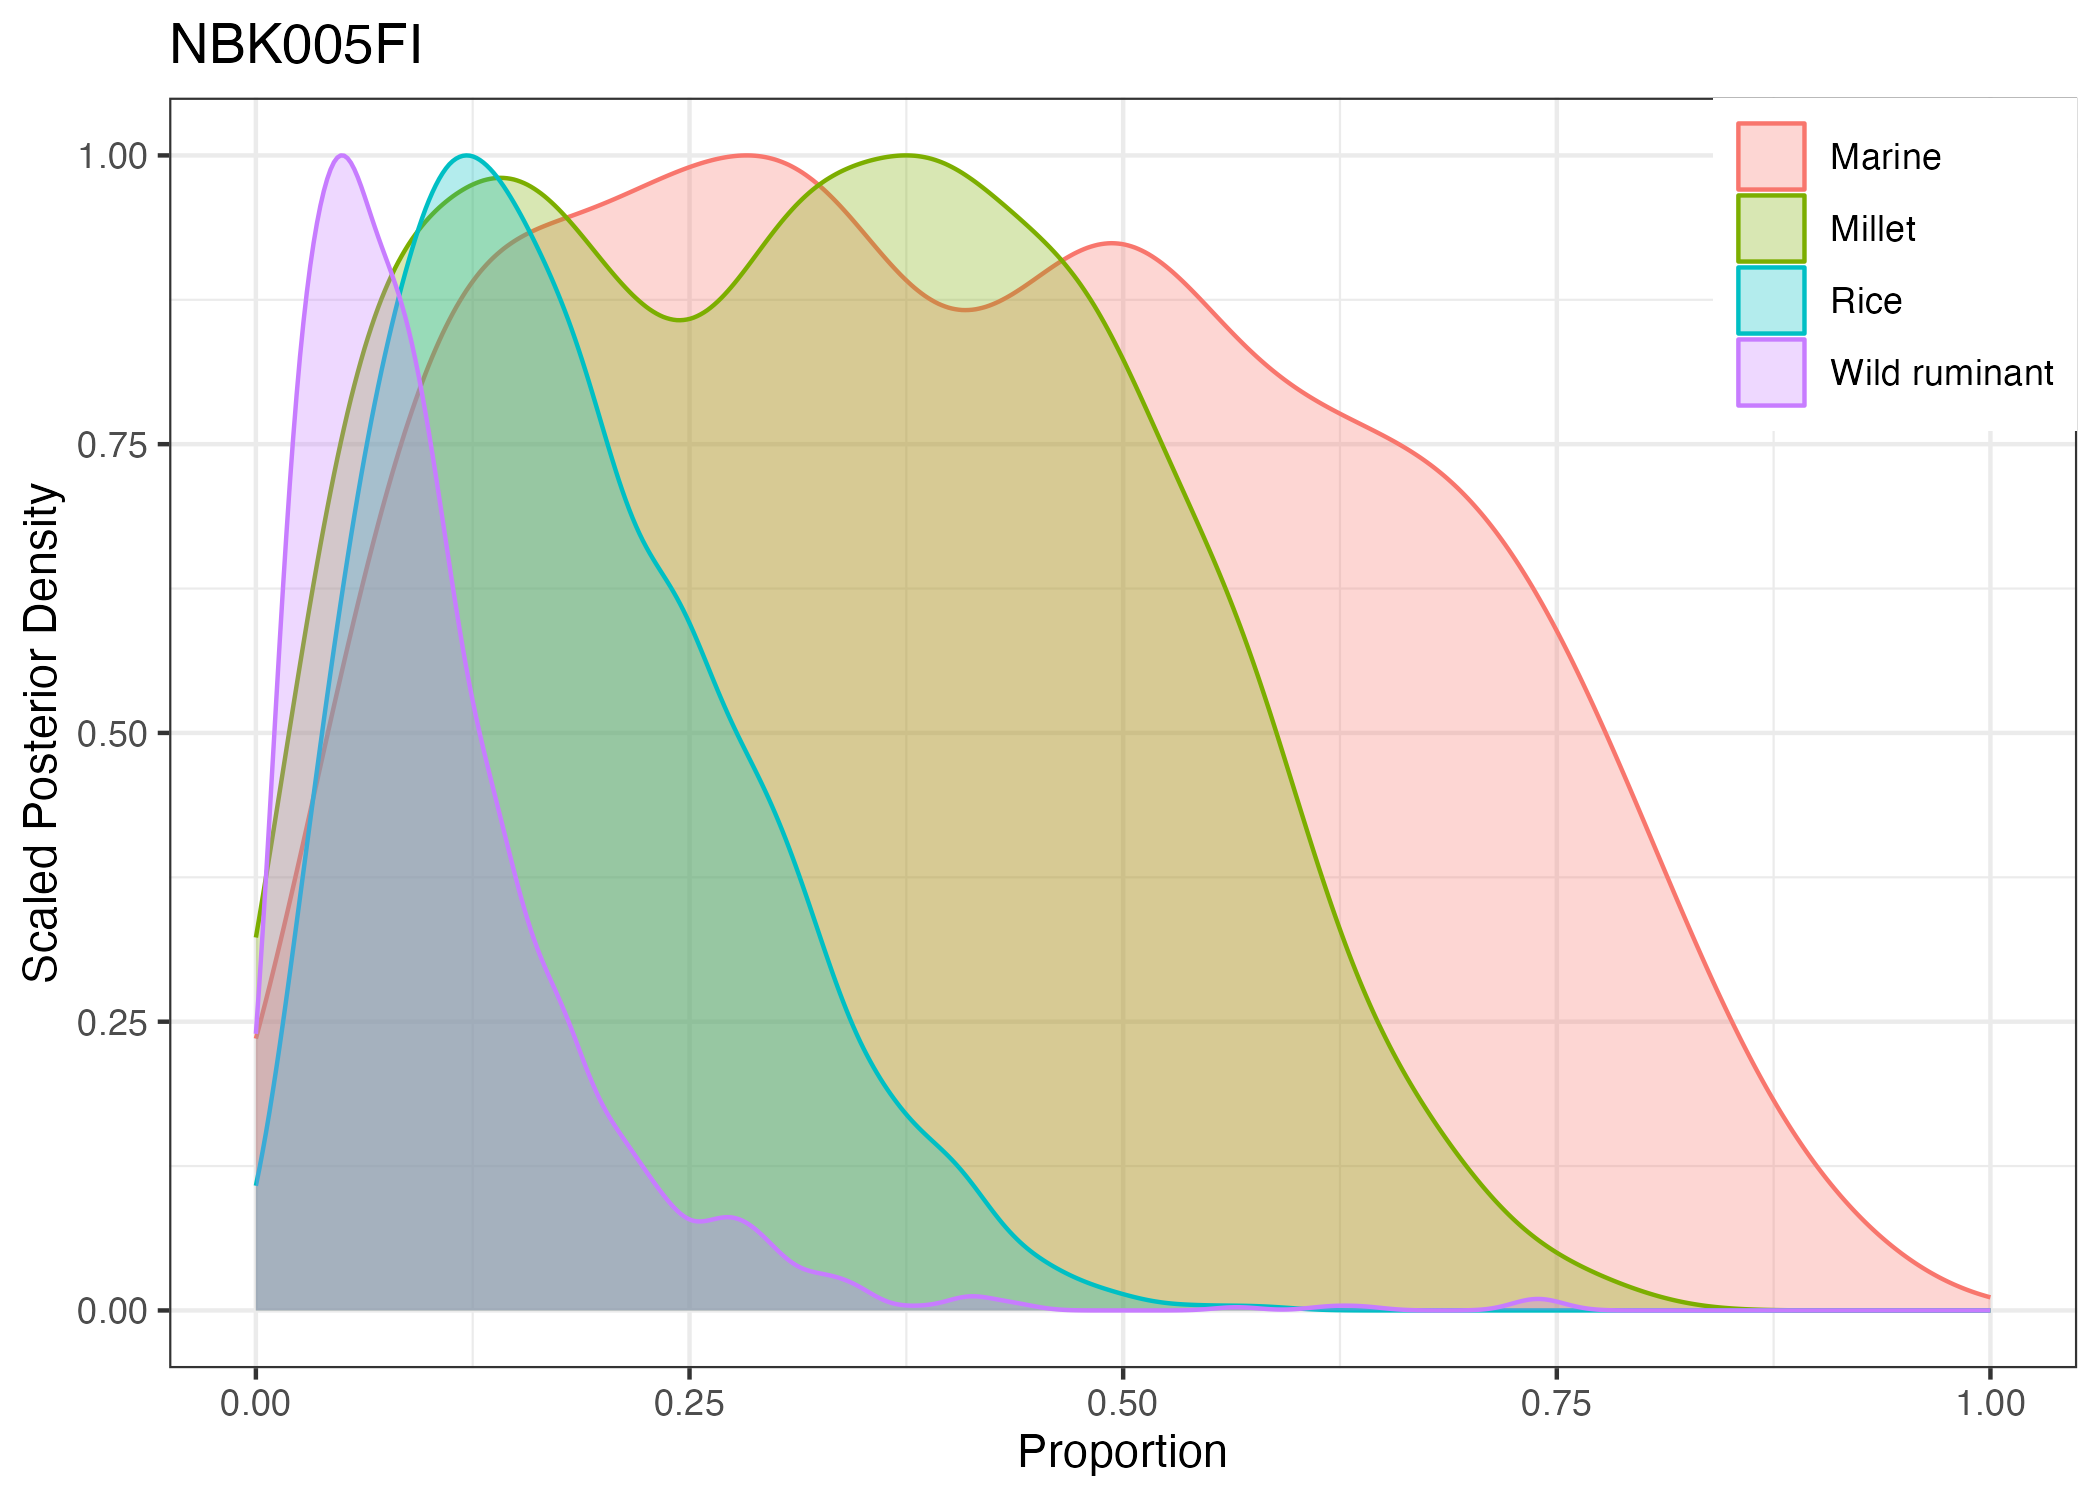 NBK005FI
Marine
Millet
Rice
Wild ruminant
Scaled Posterior Density
1.00
0.75
0.50
0.25
0.00
0.00 0.25 0.50 0.75 1.00
Proportion